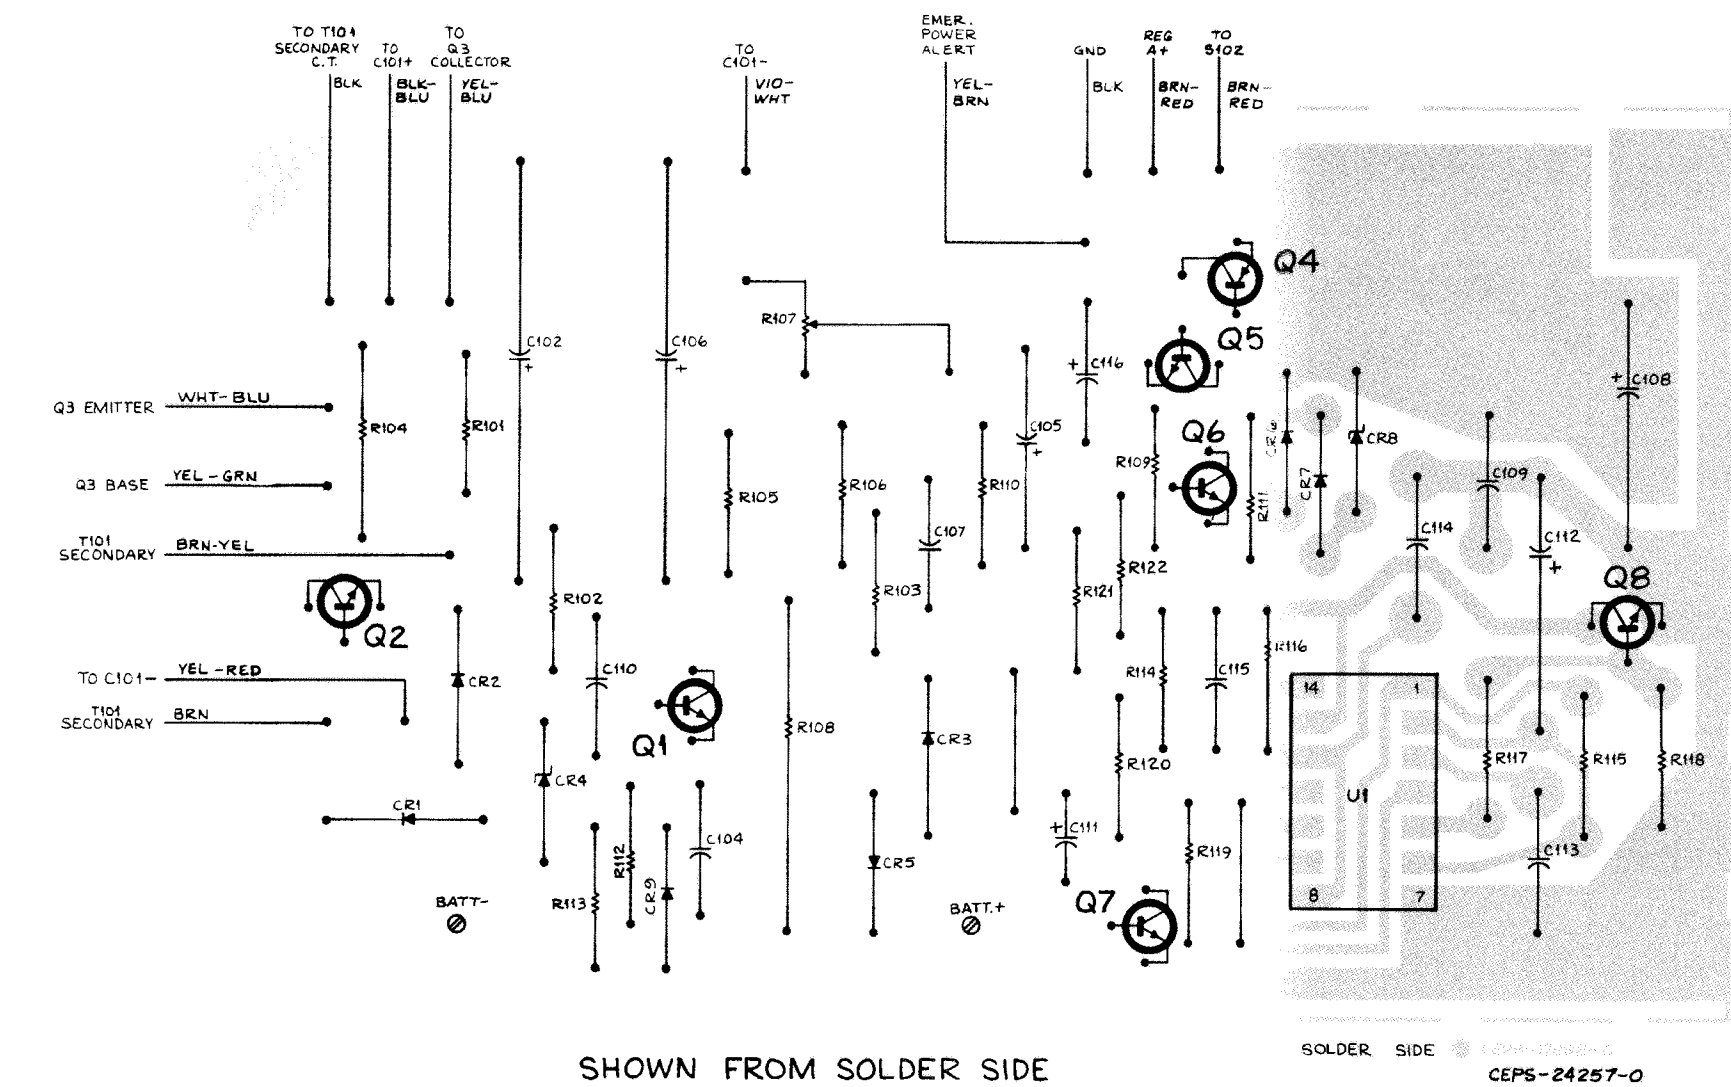 TO T101
SECONDARY
C.T.
BLK
TO
C101+
BLK-
BLU
TO
Q3
COLLECTOR
YEL-
BLU
TO
C101-
VIO-
WHT
EMER.
POWER
ALERT
YEL-
BRN
GND
BLK
REG
A+
BRN-
RED
TO
S102
BRN-
RED
Q4
R107
Q5
C102
C106
C116
C108
Q3 EMITTER
WHT-BLU
R104
R101
C105
Q6
CR6
CR8
R109
C109
Q3 BASE
YEL-GRN
R105
R106
R110
R111
CR7
T101
SECONDARY
BRN-YEL
C107
C114
C112
R122
Q2
R102
R103
R121
Q8
TO C101-
YEL-RED
CR2
C110
R114
C115
R116
14
1
T101
SECONDARY
BRN
Q1
R108
CR3
R120
R117
R115
R118
CR4
U1
CR1
C104
C111
R119
C113
R112
CR5
CR9
8
7
BATT-
R113
BATT.+
Q7
SOLDER SIDE
SHOWN FROM SOLDER SIDE
CEPS-24257-O